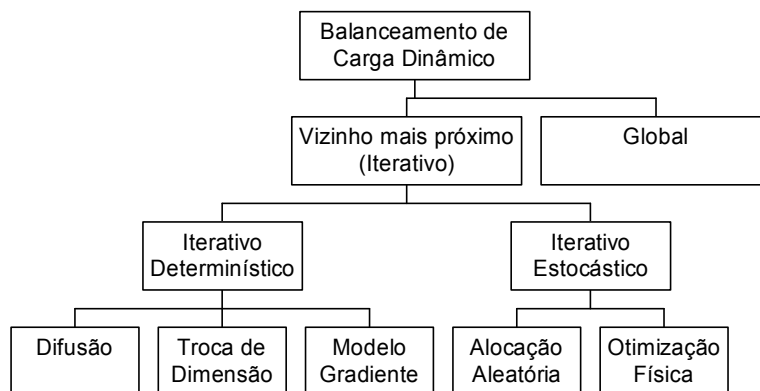 Balanceamento de
Carga Dinâmico
Vizinho mais próximo
(Iterativo)
Global
Iterativo
Determinístico
Iterativo
Estocástico
Difusão
Troca de
Dimensão
Modelo
Gradiente
Alocação
Aleatória
Otimização
Física